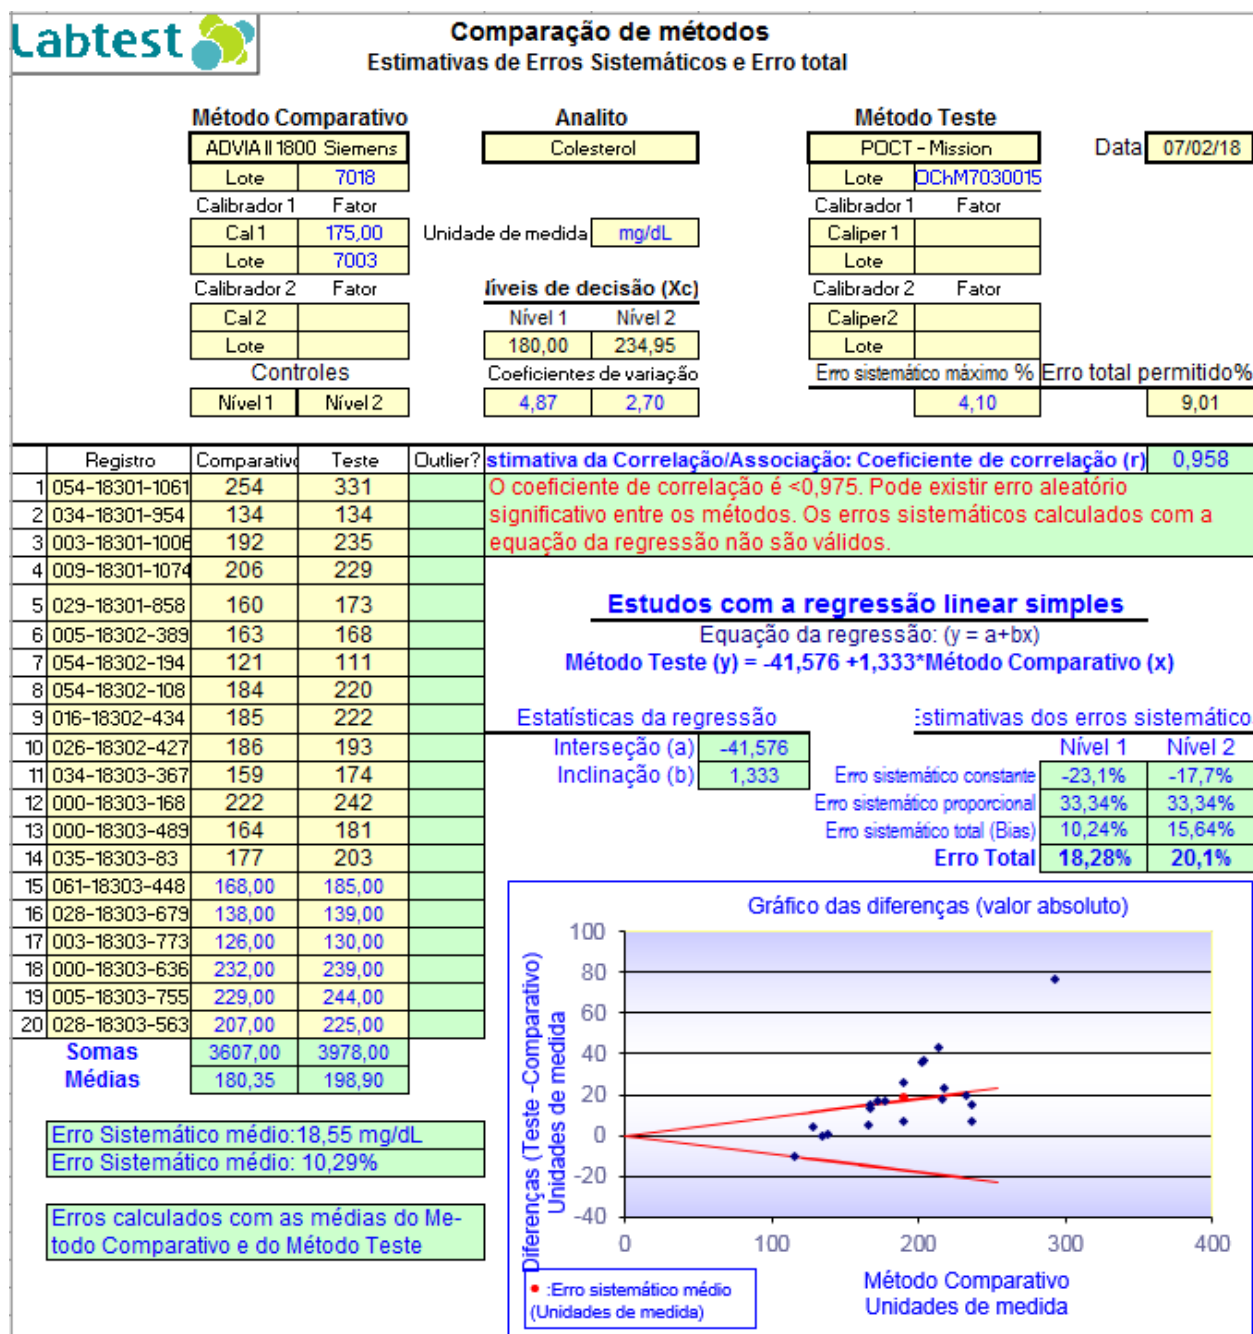 Labtest
Comparação de métodos
Estimativas de Erros Sistemáticos e Erro total
Método Comparativo Analito Método Teste
ADVIA II 1800 Siemens Colesterol POCT - Mission Data 07/02/18
Lote 7018 Lote OChM7030015
Calibrador 1 Fator Calibrador 1 Fator
Cal 1 175,00 Unidade de medida mg/dL Caliper 1
Lote 7003 Lote
Calibrador 2 Fator íveis de decisão (Xc) Calibrador 2 Fator
Cal 2 Nível 1 Nível 2 Caliper2
Lote 180,00 234,95 Lote
Controles Coeficientes de variação Erro sistemático máximo % Erro total permitido%
Nível 1 Nível 2 4,87 2,70 4,10 9,01
Registro Comparativo Teste Outlier? stimativa da Correlação/Associação: Coeficiente de correlação (r) 0,958
1 054-18301-1061 254 331 O coeficiente de correlação é <0,975. Pode existir erro aleatório
2 034-18301-954 134 134 significativo entre os métodos. Os erros sistemáticos calculados com a
3 003-18301-1006 192 235 equação da regressão não são válidos.
4 009-18301-1074 206 229
5 029-18301-858 160 173 Estudos com a regressão linear simples
6 005-18302-389 163 168 Equação da regressão: (y = a+bx)
7 054-18302-194 121 111 Método Teste (y) = -41,576 +1,333*Método Comparativo (x)
8 054-18302-108 184 220
9 016-18302-434 185 222 Estatísticas da regressão Estimativas dos erros sistemático
10 026-18302-427 186 193 Interseção (a) -41,576 Nível 1 Nível 2
11 034-18303-367 159 174 Inclinação (b) 1,333 Erro sistemático constante -23,1% -17,7%
12 000-18303-168 222 242 Erro sistemático proporcional 33,34% 33,34%
13 000-18303-489 164 181 Erro sistemático total (Bias) 10,24% 15,64%
14 035-18303-83 177 203 Erro Total 18,28% 20,1%
15 061-18303-448 168,00 185,00
16 028-18303-679 138,00 139,00
17 003-18303-773 126,00 130,00
18 000-18303-636 232,00 239,00
19 005-18303-755 229,00 244,00
20 028-18303-563 207,00 225,00
Somas 3607,00 3978,00
Médias 180,35 198,90
Erro Sistemático médio:18,55 mg/dL
Erro Sistemático médio: 10,29%
Erros calculados com as médias do Me-
todo Comparativo e do Método Teste
Gráfico das diferenças (valor absoluto)
Diferenças (Teste -Comparativo)
Unidades de medida
100
80
60
40
20
0
-20
-40
0 100 200 300 400
Método Comparativo
Unidades de medida
:Erro sistemático médio
(Unidades de medida)